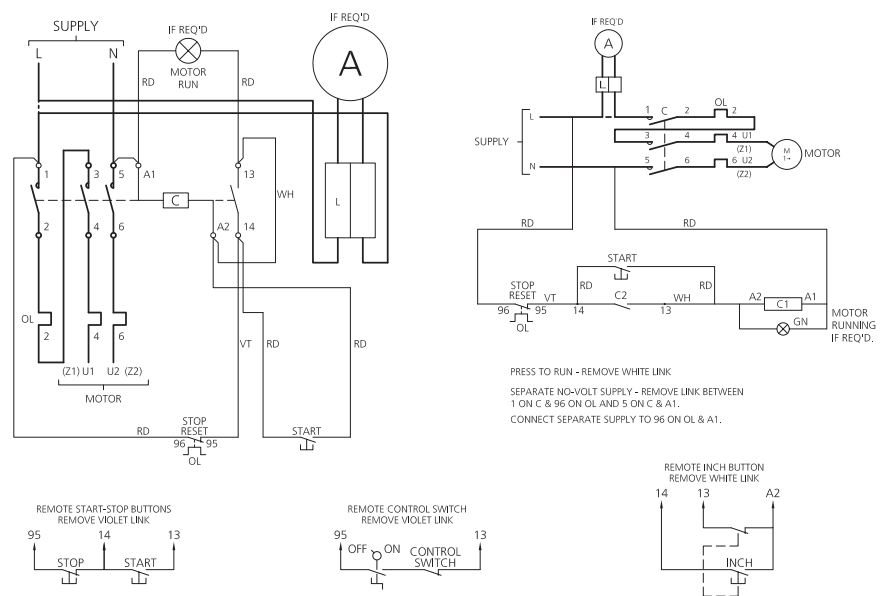 SUPPLY
L N
IF REQ'D
MOTOR
RUN
RD RD
IF REQ'D
A
1 3 5 A1 13
C
WH
L
2 4 6 A2 14
OL
2 4 6
(Z1) U1 U2 (Z2)
MOTOR
VT RD RD
RD
STOP
RESET
96 95
OL
START
IF REQ'D
A
L
SUPPLY
L
N
1 C 2 OL 2
3 4 4 U1
(Z1)
5 6 6 U2
(Z2)
M
1~
MOTOR
RD RD
START
RD RD
STOP
RESET
96 95 VT 14 C2 13 WH A2 C1 A1
OL
GN
MOTOR
RUNNING
IF REQ'D.
PRESS TO RUN - REMOVE WHITE LINK
SEPARATE NO-VOLT SUPPLY - REMOVE LINK BETWEEN
1 ON C & 96 ON OL AND 5 ON C & A1.
CONNECT SEPARATE SUPPLY TO 96 ON OL & A1.
REMOTE START-STOP BUTTONS
REMOVE VIOLET LINK
95 14 13
STOP START
REMOTE CONTROL SWITCH
REMOVE VIOLET LINK
95 13
OFF ON
CONTROL
SWITCH
REMOTE INCH BUTTON
REMOVE WHITE LINK
14 13 A2
INCH